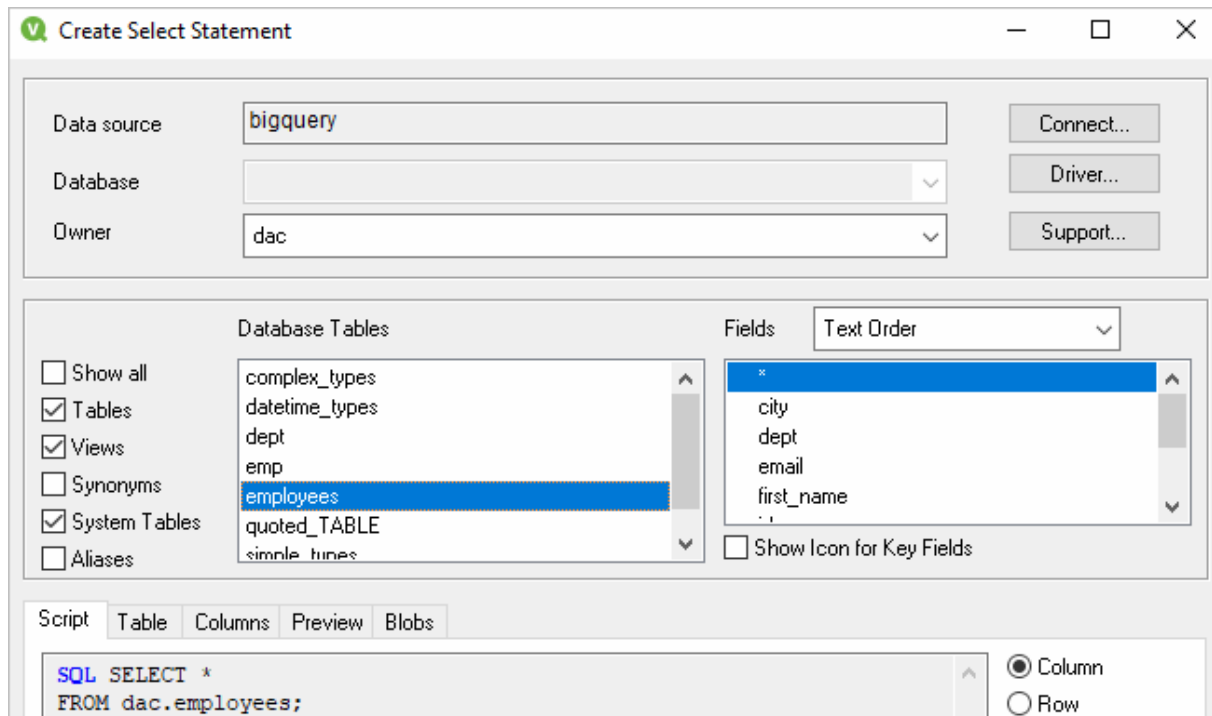 Create Select Statement
Data source
bigquery
Connect...
Database
Driver...
Owner
dac
Support...
Database Tables
Fields
Text Order
Show all
Tables
Views
Synonyms
System Tables
Aliases
complex_types
datetime_types
dept
emp
employees
quoted_TABLE
simple_types
*
city
dept
email
first_name
Show Icon for Key Fields
Script
Table
Columns
Preview
Blobs
SQL SELECT *
FROM dac.employees;
Column
Row